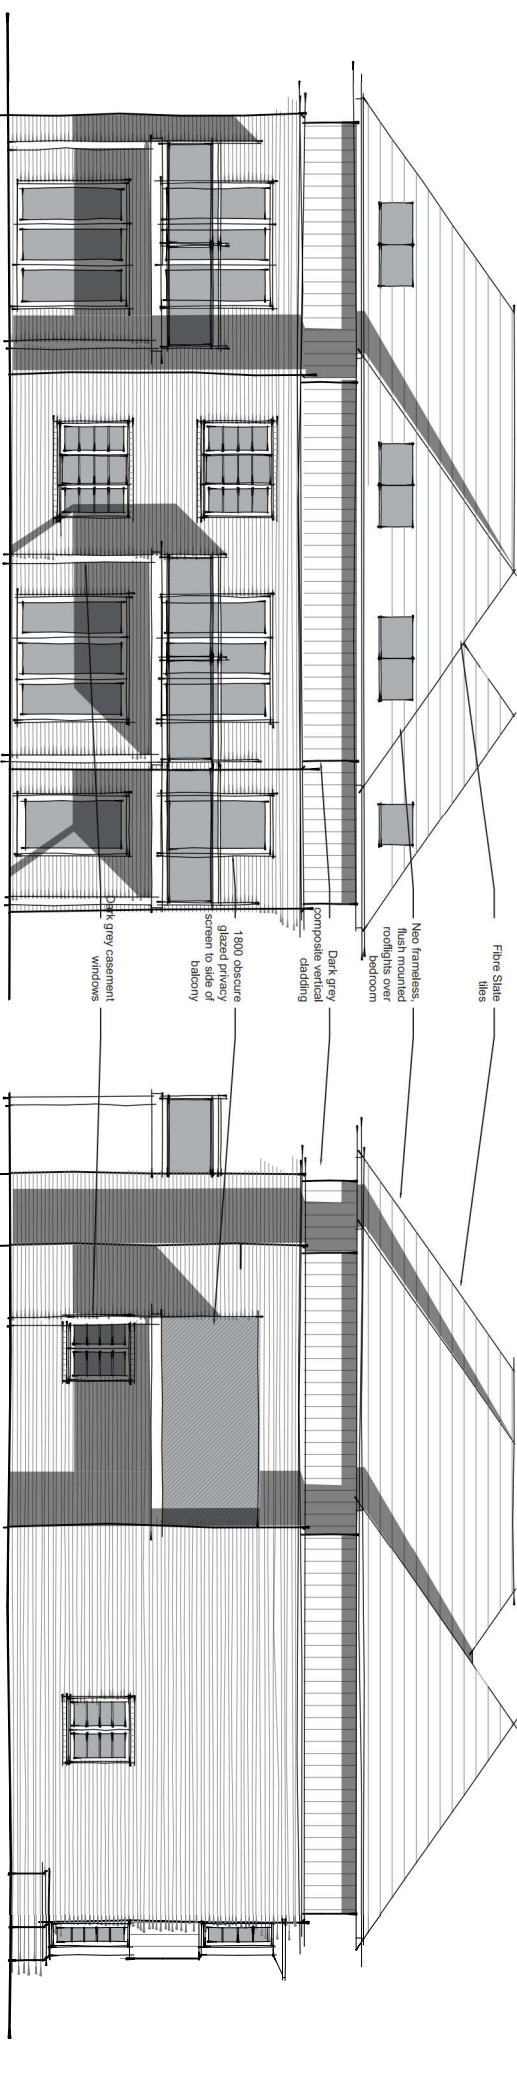 Fibre Slate
tiles
Neo frameless,
flush mounted
rooflights over
bedroom
Dark grey
composite vertical
cladding
1800 obscure
glazed privacy
screen to side of
balcony
Dark grey casement
windows